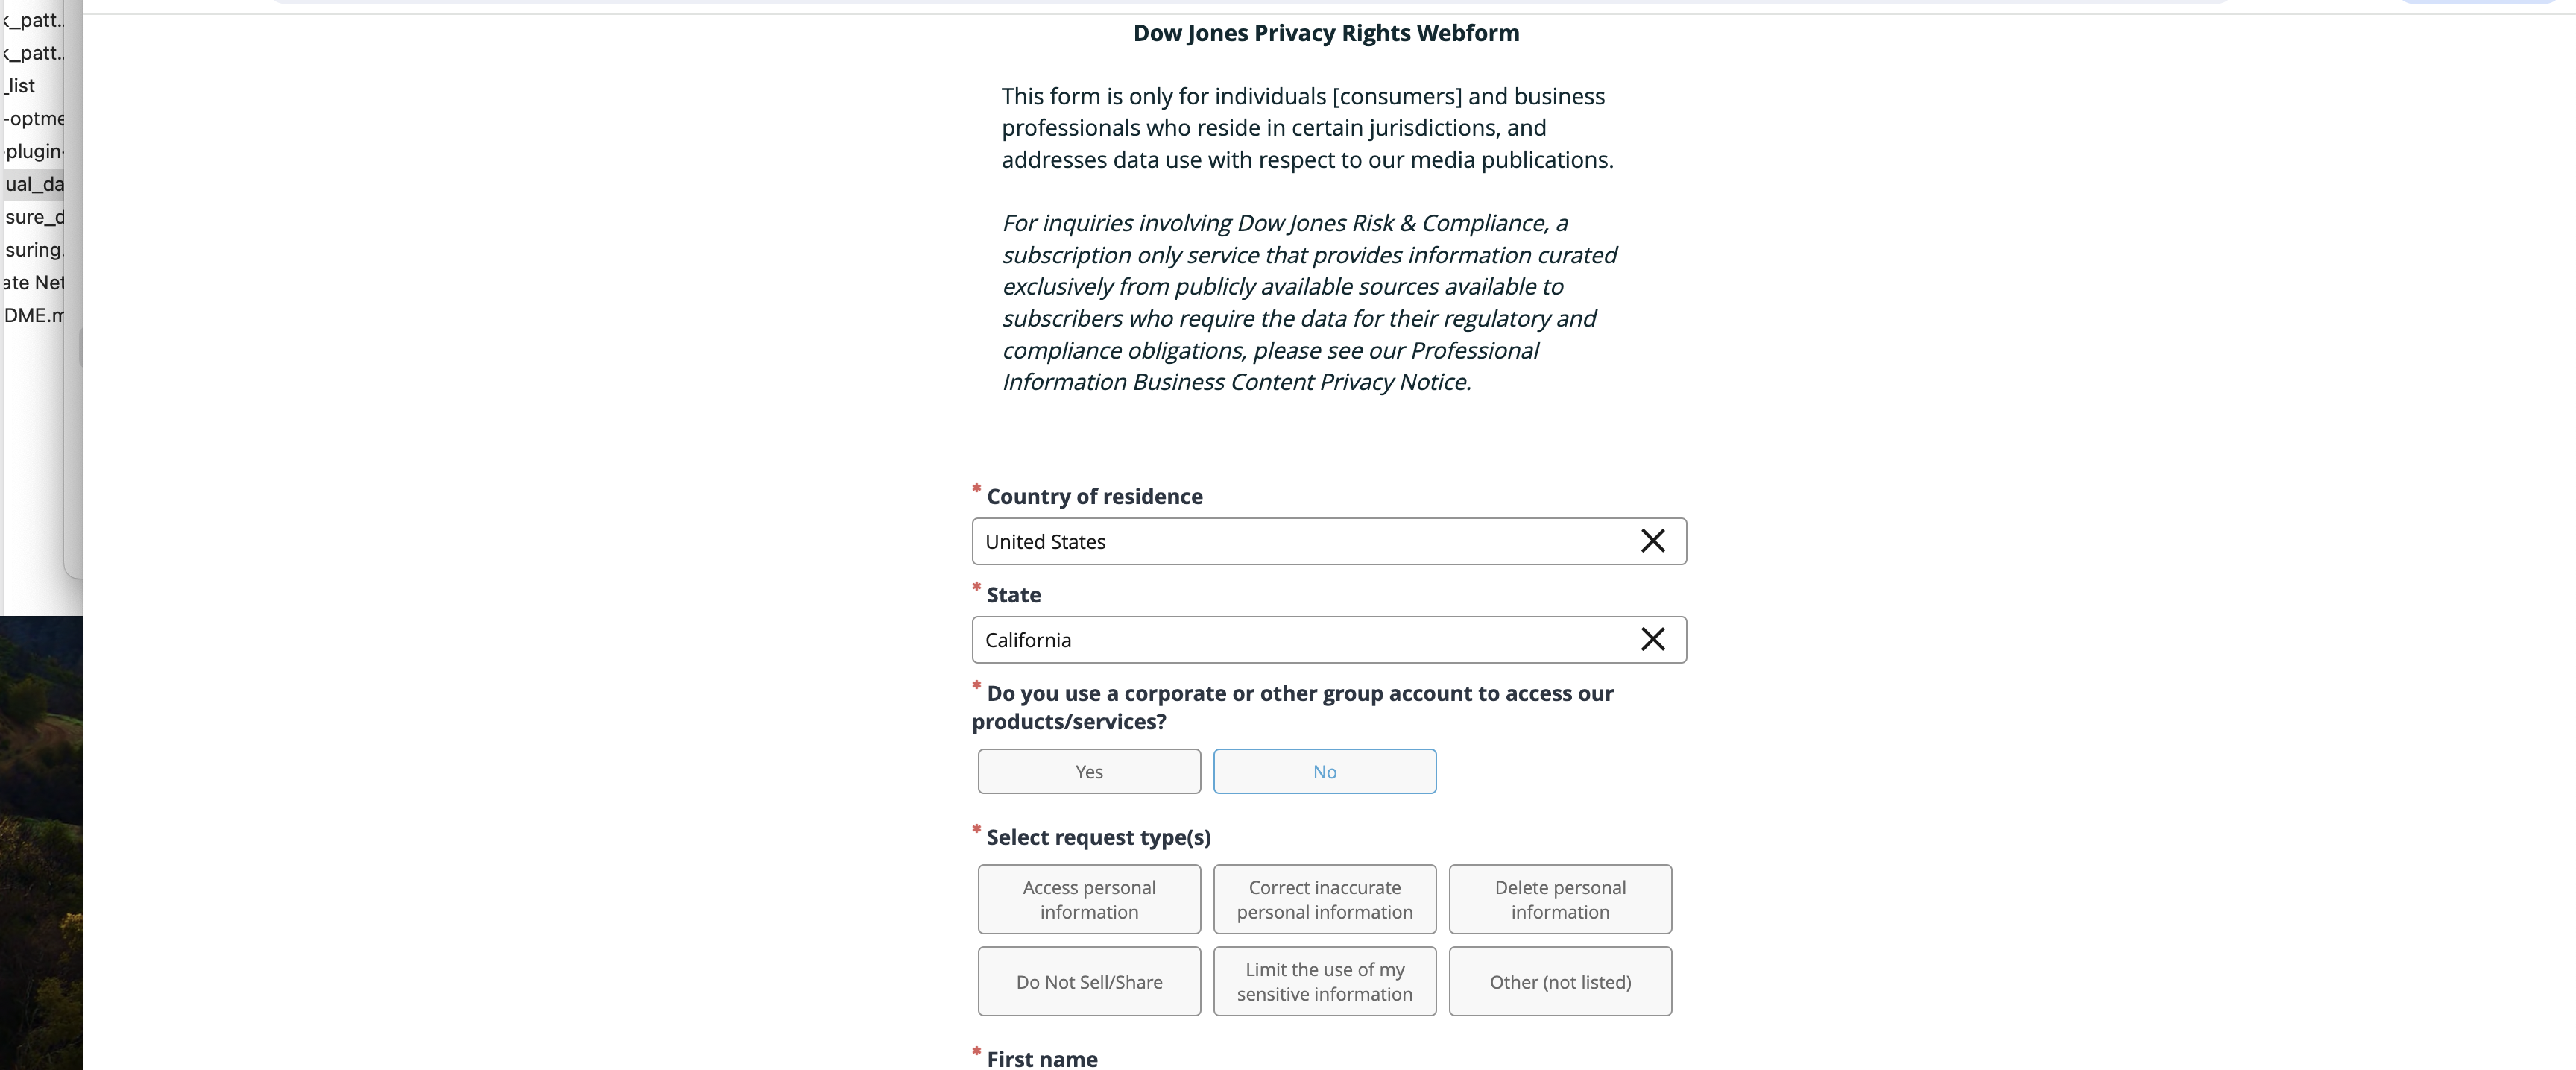 k_patt..
k_patt..
_list
-optme
plugin-
ual_da
sure_d
suring.
ate Net
DME.m
Dow Jones Privacy Rights Webform
This form is only for individuals [consumers] and business
professionals who reside in certain jurisdictions, and
addresses data use with respect to our media publications.
For inquiries involving Dow Jones Risk & Compliance, a
subscription only service that provides information curated
exclusively from publicly available sources available to
subscribers who require the data for their regulatory and
compliance obligations, please see our Professional
Information Business Content Privacy Notice.
* Country of residence
United States
* State
California
* Do you use a corporate or other group account to access our
products/services?
Yes No
* Select request type(s)
Access personal
information
Correct inaccurate
personal information
Delete personal
information
Do Not Sell/Share
Limit the use of my
sensitive information
Other (not listed)
* First name